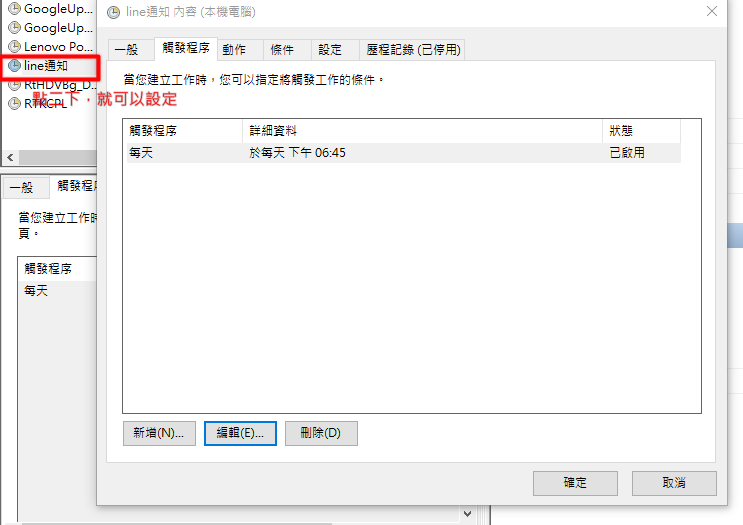 GoogleUp...
GoogleUp...
Lenovo Po...
line通知
RtHDVBg_D...
RTKCPL
點二下，就可以設定
一般
觸發程序
當您建立工作時
頁。
觸發程序
每天
line通知 內容 (本機電腦)
一般 觸發程序 動作 條件 設定 歷程記錄 (已停用)
當您建立工作時，您可以指定將觸發工作的條件。
觸發程序 詳細資料 狀態
每天 於每天 下午 06:45 已啟用
新增(N)... 編輯(E)... 刪除(D)
確定 取消